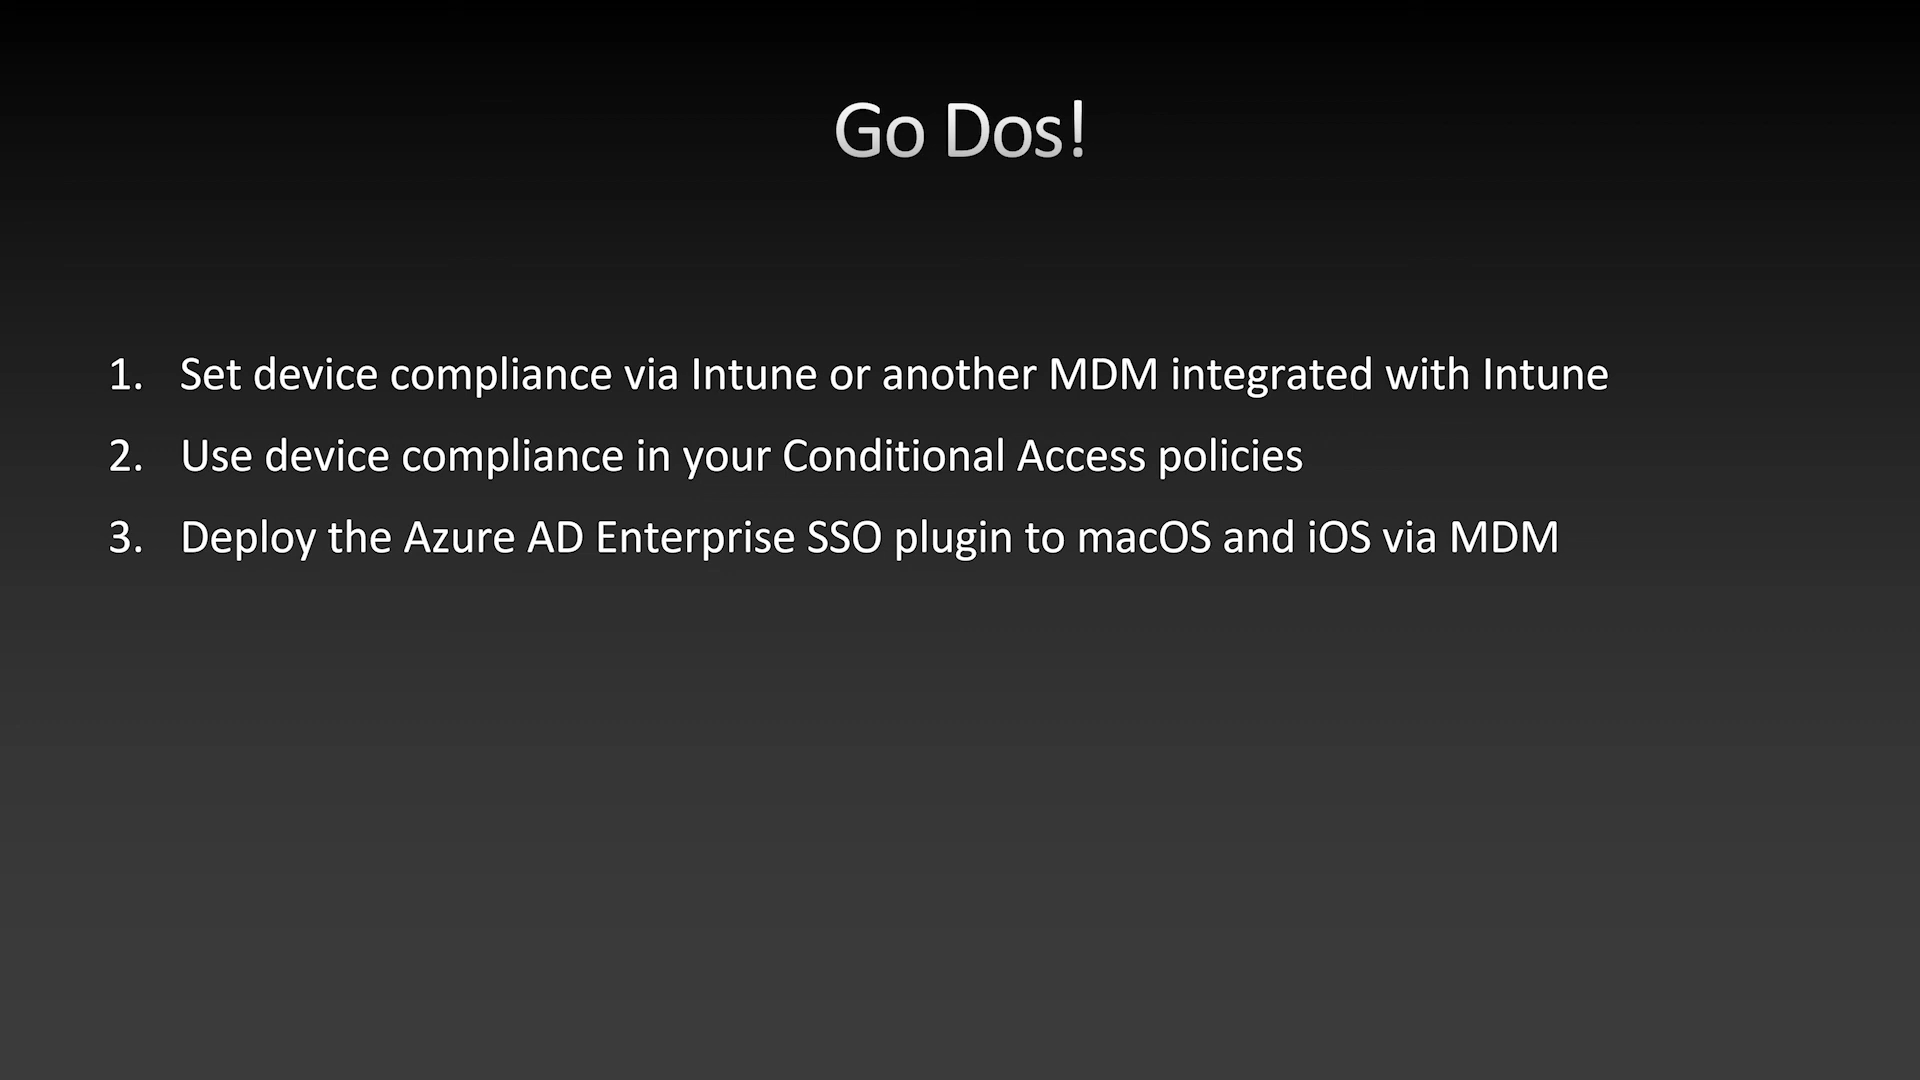 Go Dos!
1. Set device compliance via Intune or another MDM integrated with Intune
2. Use device compliance in your Conditional Access policies
3. Deploy the Azure AD Enterprise SSO plugin to macOS and iOS via MDM